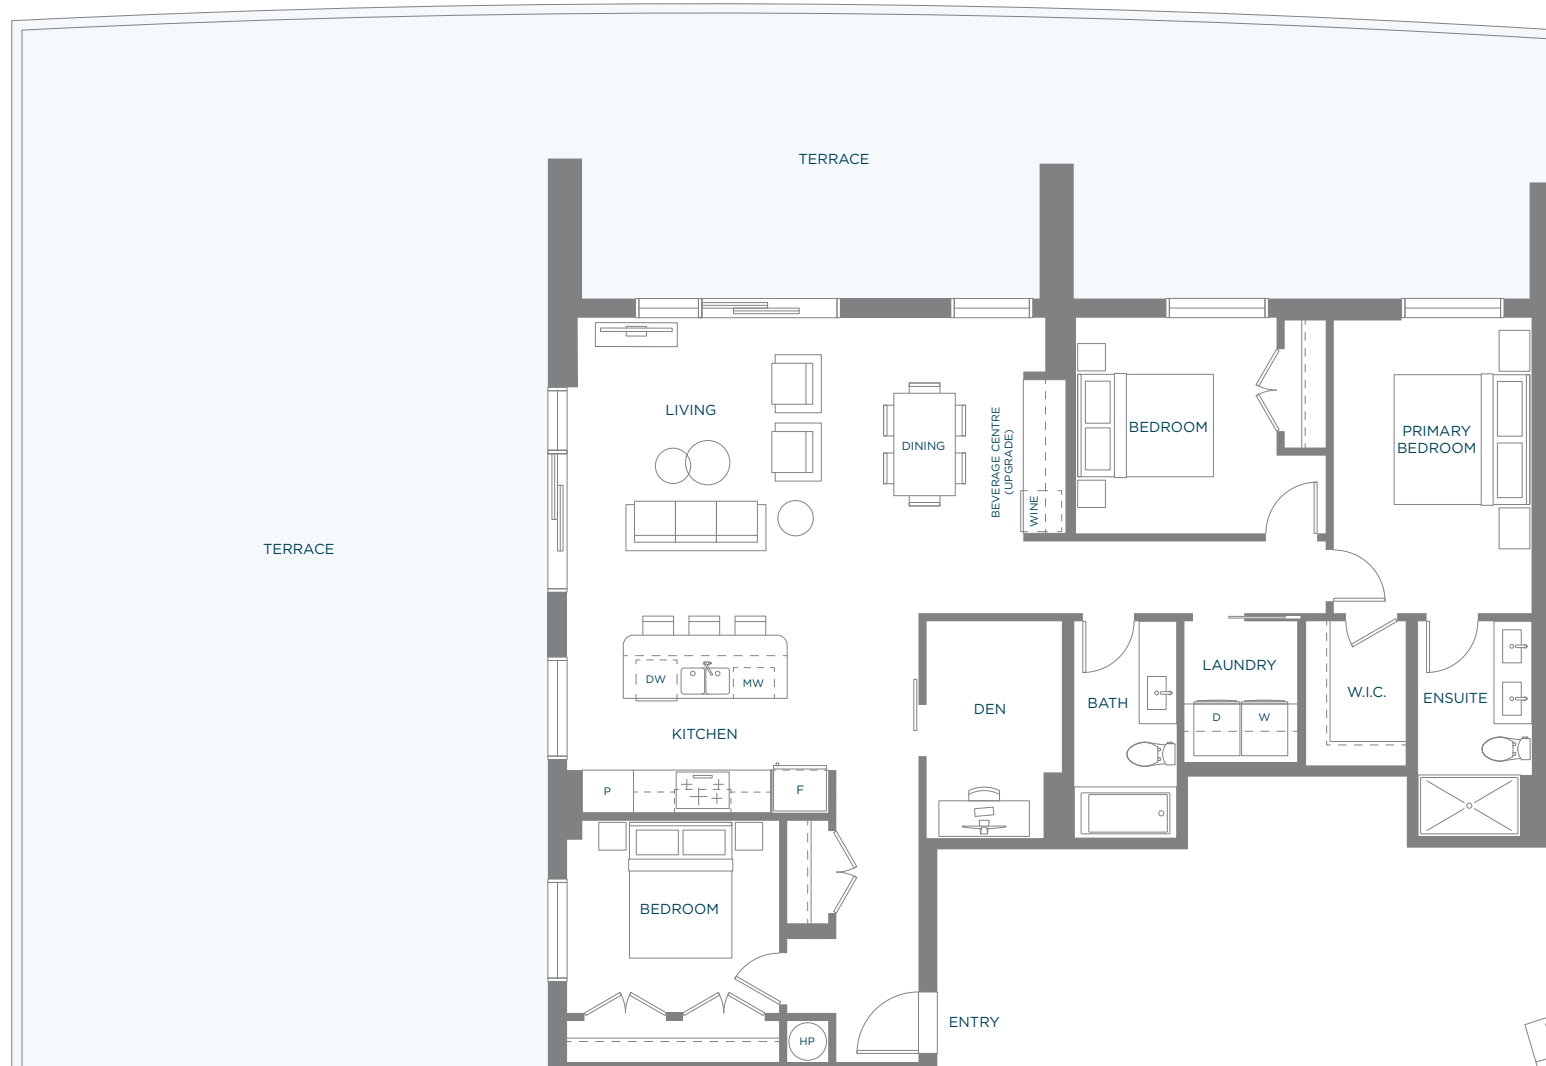 TERRACE
LIVING
DINING
BEVERAGE CENTRE
(UPGRADE)
WINE
BEDROOM
PRIMARY
BEDROOM
TERRACE
DW
MW
KITCHEN
P
F
DEN
BATH
LAUNDRY
D
W
W.I.C.
ENSUITE
BEDROOM
ENTRY
HP